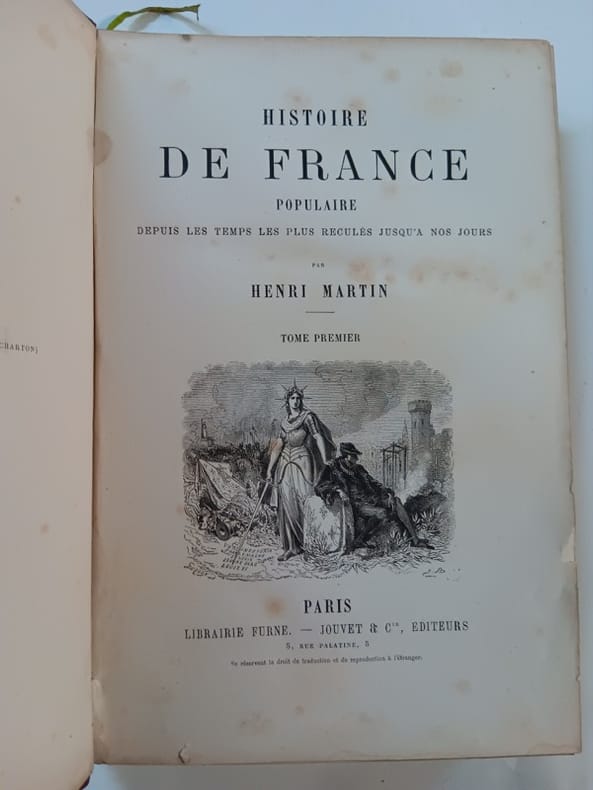 CHARTON)
HISTOIRE
DE FRANCE
POPULAIRE
DEPUIS LES TEMPS LES PLUS RECULÉS JUSQU'A NOS JOURS
PAR
HENRI MARTIN
TOME PREMIER
PARIS
LIBRAIRIE FURNE. — JOUVET & Cie, EDITEURS
5, RUE PALATINE, 5
Se réservent le droit de traduction et de reproduction à l'étranger.